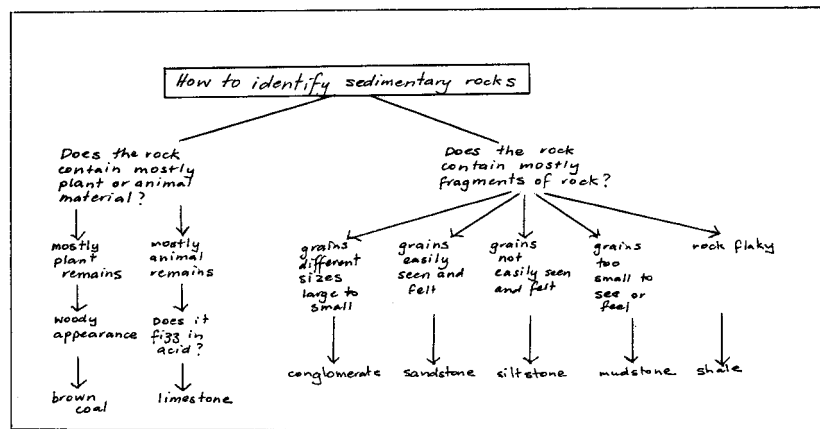 How to identify sedimentary rocks
Does the rock
contain mostly
plant or animal
material?
Does the rock
contain mostly
fragments of rock?
mostly
plant
remains
mostly
animal
remains
grains
different
sizes
large to
small
grains
easily
seen and
felt
grains
not
easily seen
and felt
grains
too
small to
see or
feel
rock flaky
woody
appearance
Does it
fizz in
acid?
conglomerate
sandstone
siltstone
mudstone
shale
brown
coal
limestone